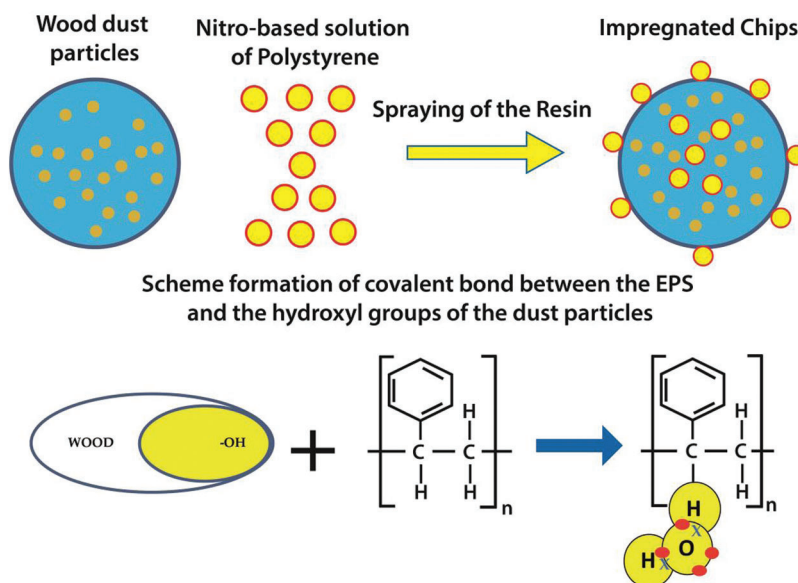 Wood dust
particles
Nitro-based solution
of Polystyrene
Spraying of the Resin
Impregnated Chips
Scheme formation of covalent bond between the EPS
and the hydroxyl groups of the dust particles
WOOD
-OH
+
H
C
C
H
H
n
H
C
C
H
n
H
H
O
X
X